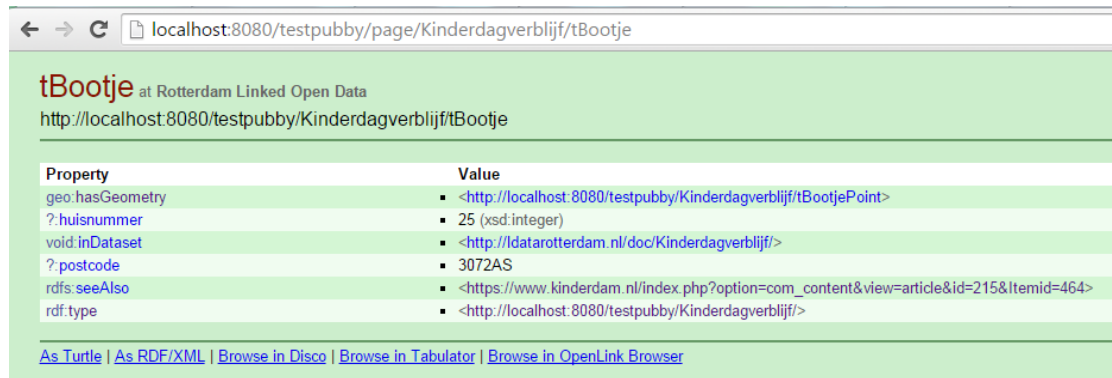 localhost:8080/testpubby/page/Kinderdagverblijf/tBootje
tBootje at Rotterdam Linked Open Data
http://localhost:8080/testpubby/Kinderdagverblijf/tBootje
Property Value
geo:hasGeometry <http://localhost:8080/testpubby/Kinderdagverblijf/tBootjePoint>
?:huisnummer 25 (xsd:integer)
void:inDataset <http://ldatarotterdam.nl/doc/Kinderdagverblijf/>
?:postcode 3072AS
rdfs:seeAlso <https://www.kinderdam.nl/index.php?option=com_content&view=article&id=215&Itemid=464>
rdf:type <http://localhost:8080/testpubby/Kinderdagverblijf/>
As Turtle | As RDF/XML | Browse in Disco | Browse in Tabulator | Browse in OpenLink Browser